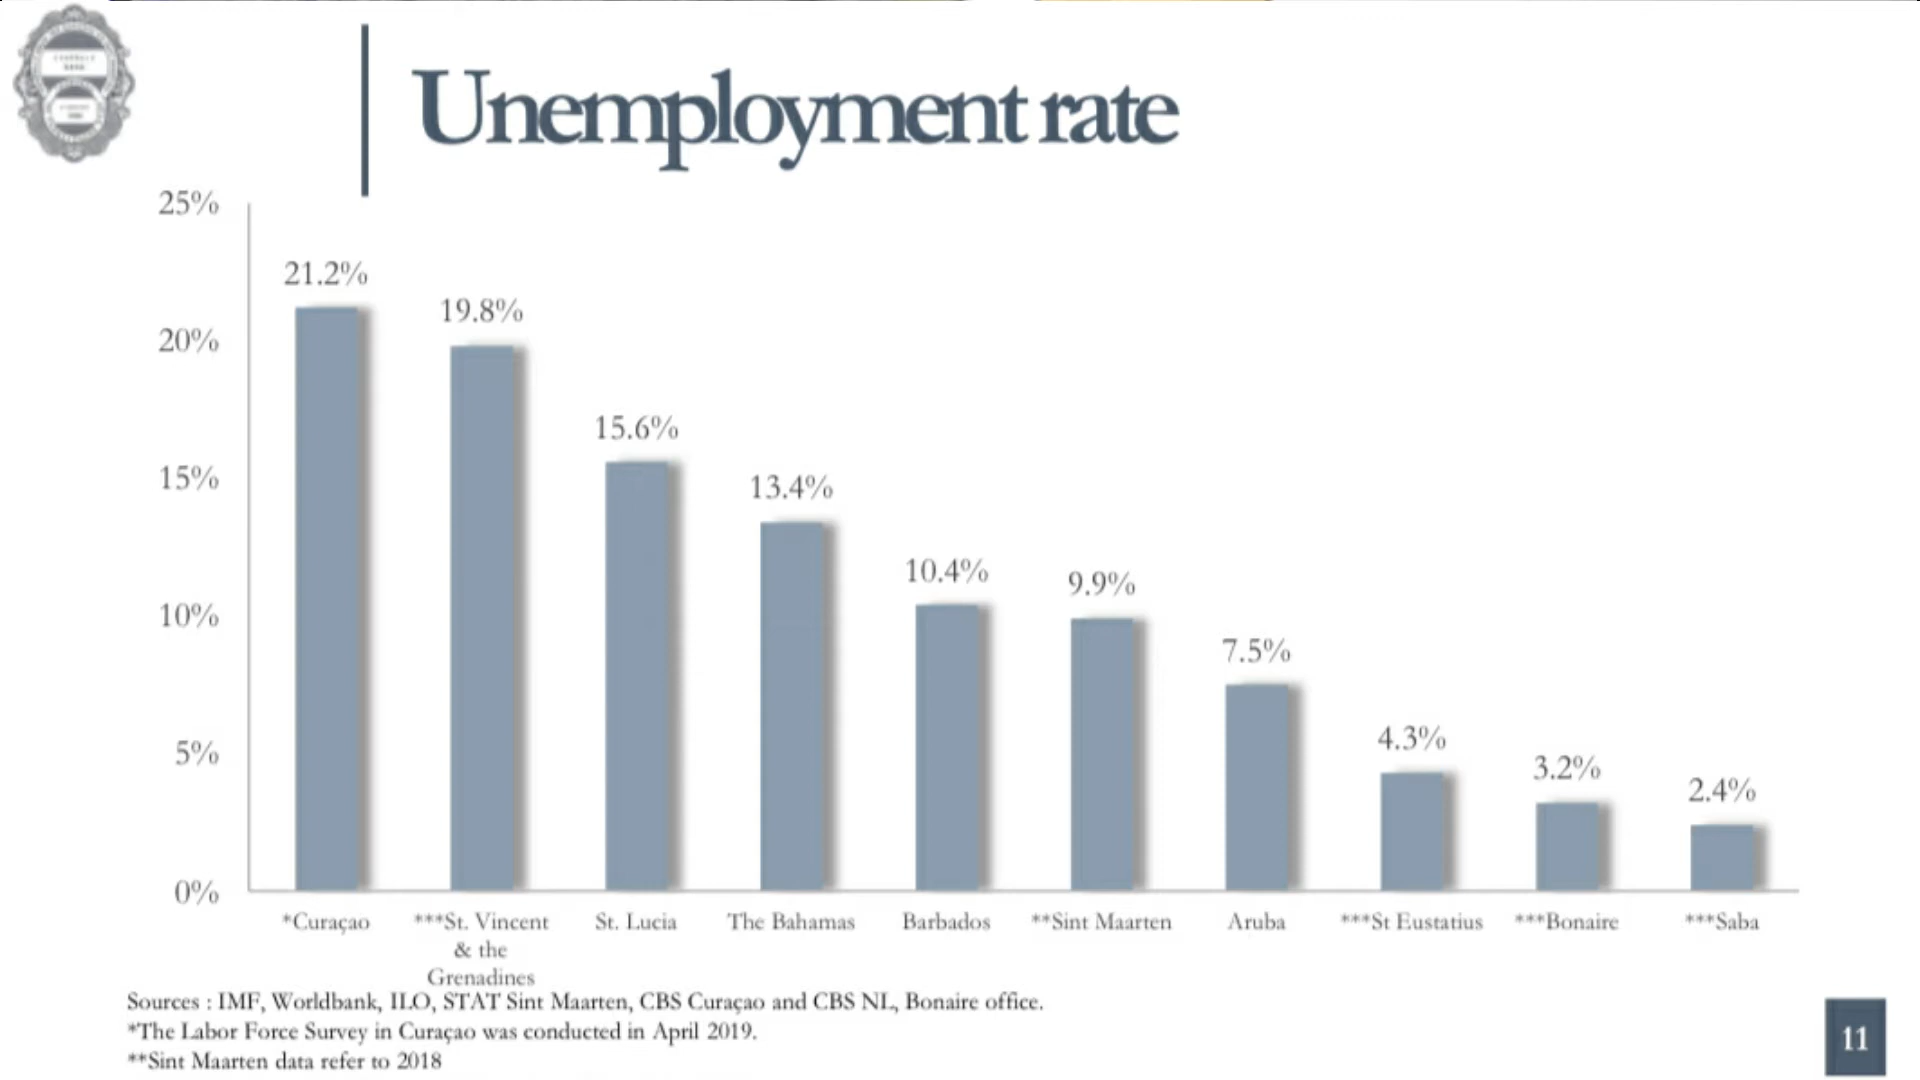 Unemployment rate
25%
20%
15%
10%
5%
0%
21.2%
19.8%
15.6%
13.4%
10.4%
9.9%
7.5%
4.3%
3.2%
2.4%
*Curaçao
***St. Vincent
& the
Grenadines
St. Lucia
The Bahamas
Barbados
**Sint Maarten
Aruba
***St Eustatius
***Bonaire
***Saba
Sources : IMF, Worldbank, ILO, STAT Sint Maarten, CBS Curaçao and CBS NL, Bonaire office.
*The Labor Force Survey in Curaçao was conducted in April 2019.
**Sint Maarten data refer to 2018
11